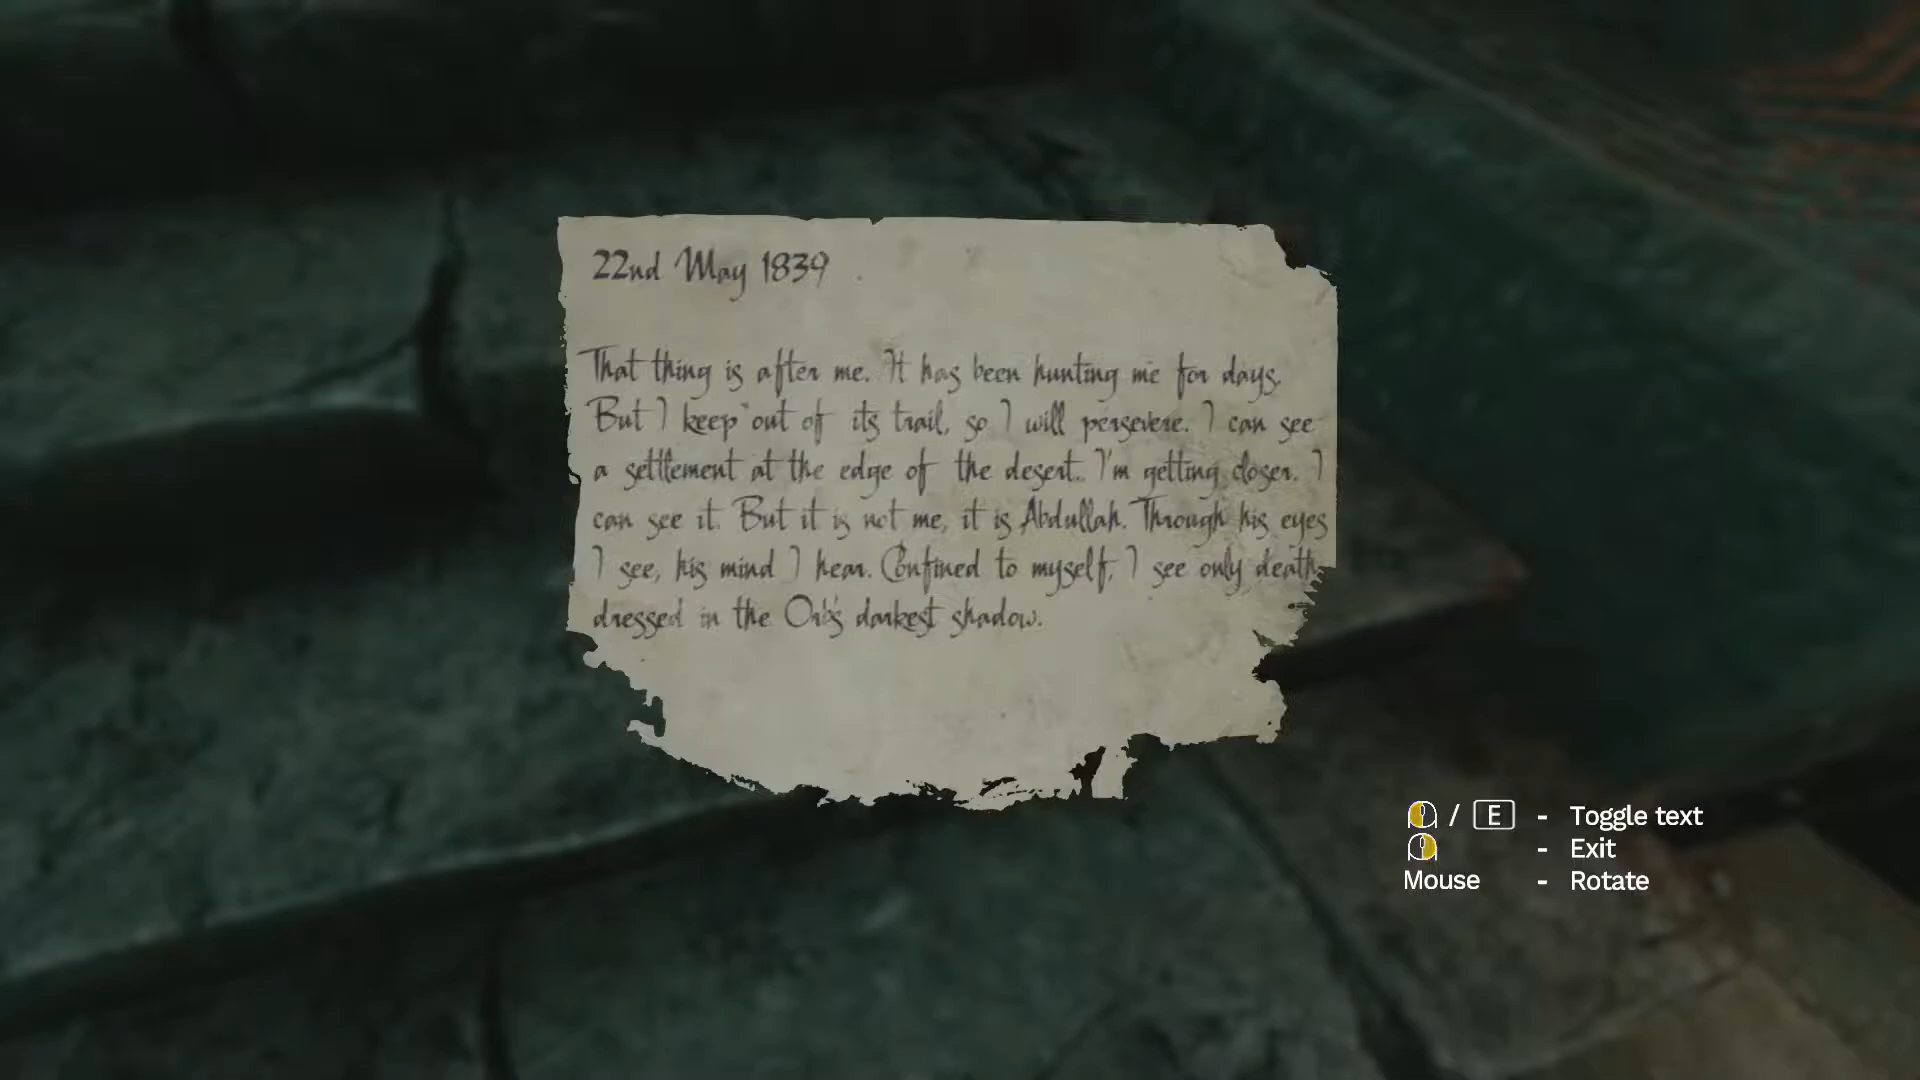 22nd May 1839
That thing is after me. It has been hunting me for days.
But I keep out of its trail, so I will persevere. I can see
a settlement at the edge of the desert. I'm getting closer. I
can see it. But it is not me, it is Abdullah. Through his eyes
I see, his mind I hear. Confined to myself, I see only death
dressed in the Orb's darkest shadow.
/ E - Toggle text
- Exit
Mouse - Rotate